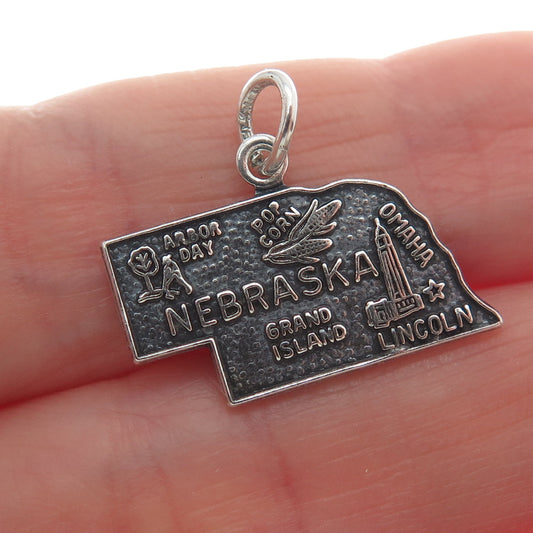 ARBOR
DAY
POP
CORN
OMAHA
NEBRASKA
GRAND
ISLAND
LINCOLN